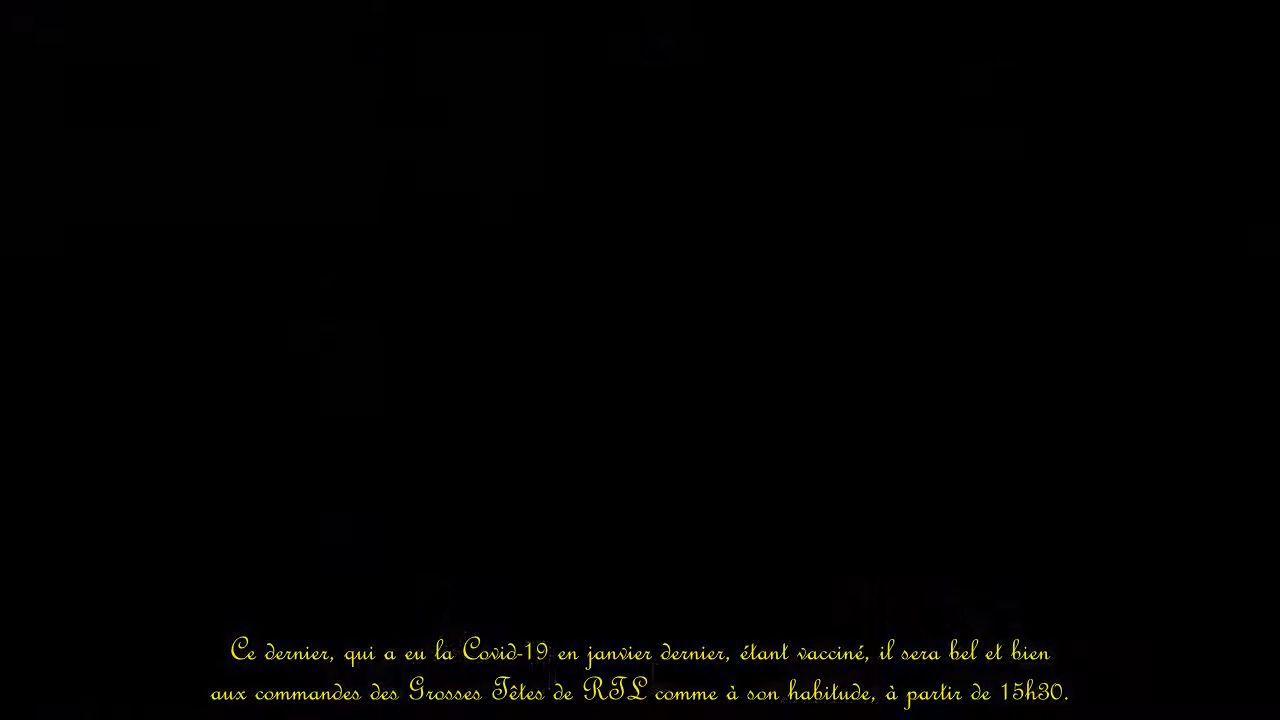 Ce dernier, qui a eu la Covid-19 en janvier dernier, étant vacciné, il sera bel et bien
aux commandes des Grosses Têtes de RTL comme à son habitude, à partir de 15h30.